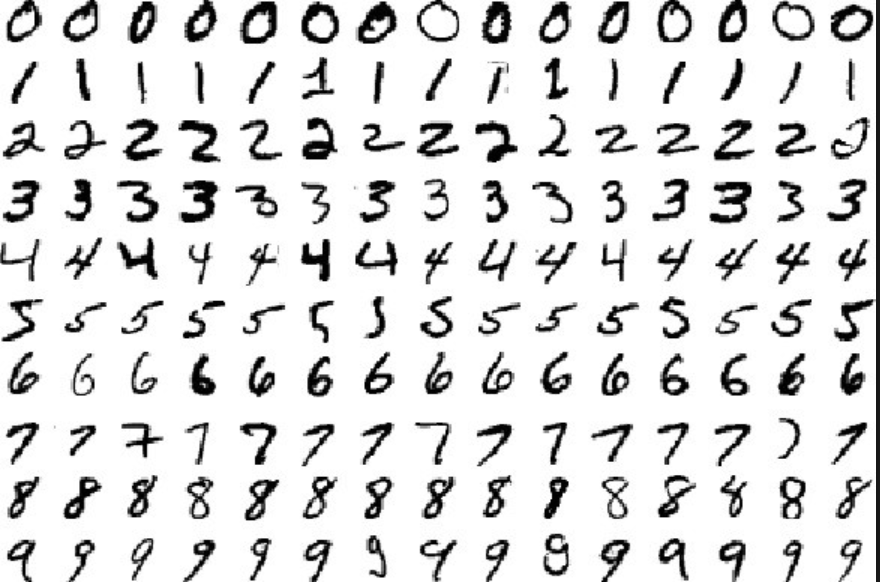 0 0 0 0 0 0 0 0 0 0 0 0 0 0 0
1 1 1 1 1 1 1 1 1 1 1 1 1 1 1
2 2 2 2 2 2 2 2 2 2 2 2 2 2 2
3 3 3 3 3 3 3 3 3 3 3 3 3 3 3
4 4 4 4 4 4 4 4 4 4 4 4 4 4 4
5 5 5 5 5 5 5 5 5 5 5 5 5 5 5
6 6 6 6 6 6 6 6 6 6 6 6 6 6 6
7 7 7 7 7 7 7 7 7 7 7 7 7 7 7
8 8 8 8 8 8 8 8 8 8 8 8 8 8 8
9 9 9 9 9 9 9 9 9 9 9 9 9 9 9